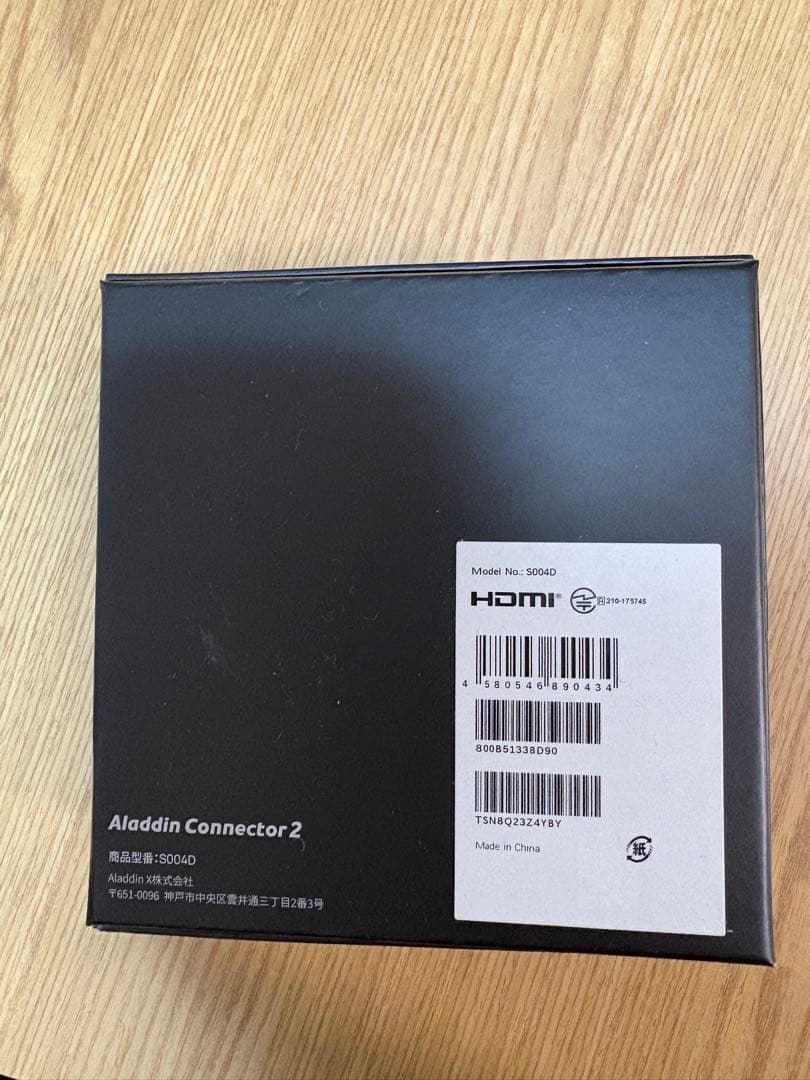 Model No.: S004D
HDMI® R 210-175745
4 580546 890434
800B51338D90
TSN8Q23Z4YBY
Made in China
紙
Aladdin Connector 2
商品型番:S004D
Aladdin X株式会社
〒651-0096 神戸市中央区雲井通三丁目2番3号